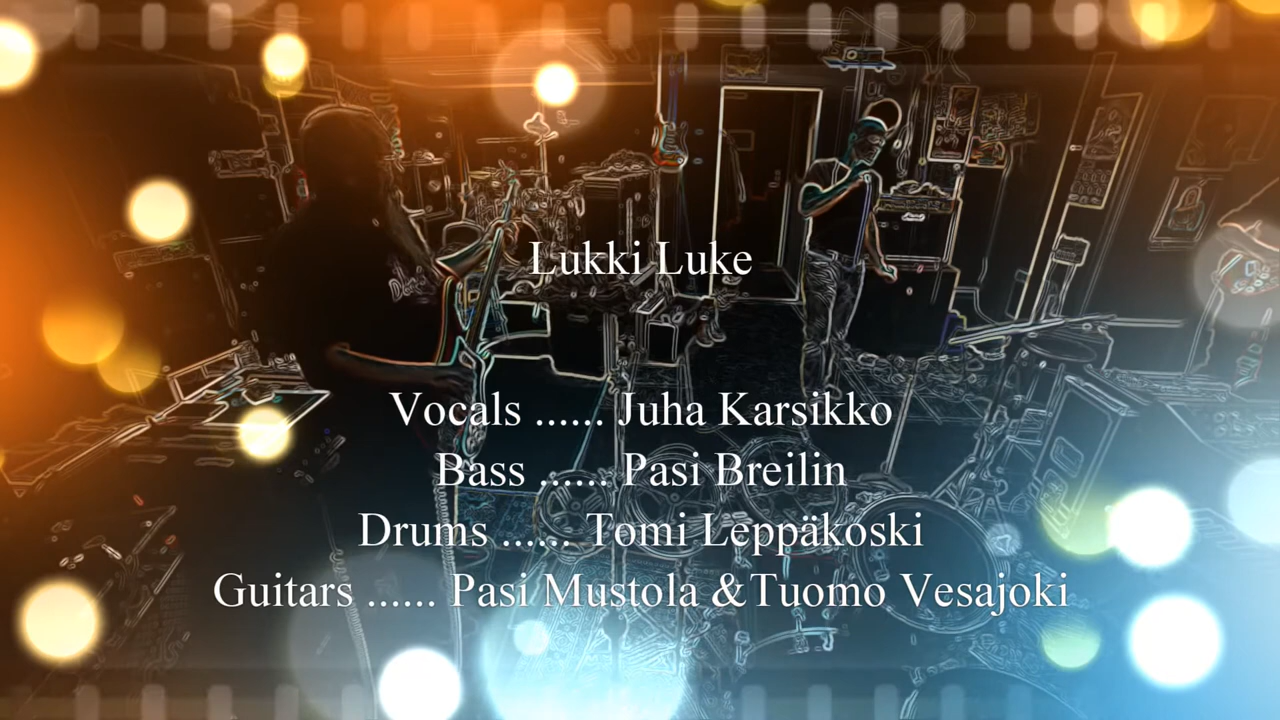 Lukki Luke
Vocals ...... Juha Karsikko
Bass ...... Pasi Breilin
Drums ...... Tomi Leppäkoski
Guitars ...... Pasi Mustola &Tuomo Vesajoki